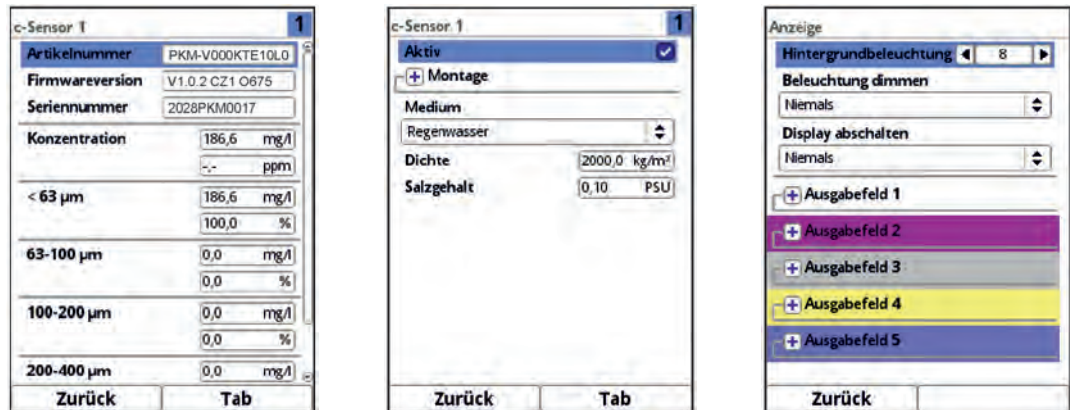 c-Sensor 1 1
Artikelnummer PKM-V000KTE10L0
Firmwareversion V1.0.2 CZ1 O675
Seriennummer 2028PKM0017
Konzentration 186,6 mg/l
-,- ppm
< 63 µm 186,6 mg/l
100,0 %
63-100 µm 0,0 mg/l
0,0 %
100-200 µm 0,0 mg/l
0,0 %
200-400 µm 0,0 mg/l
Zurück Tab
c-Sensor 1 1
Aktiv
Montage
Medium
Regenwasser
Dichte 2000,0 kg/m³
Salzgehalt 0,10 PSU
Zurück Tab
Anzeige
Hintergrundbeleuchtung 8
Beleuchtung dimmen
Niemals
Display abschalten
Niemals
Ausgabefeld 1
Ausgabefeld 2
Ausgabefeld 3
Ausgabefeld 4
Ausgabefeld 5
Zurück